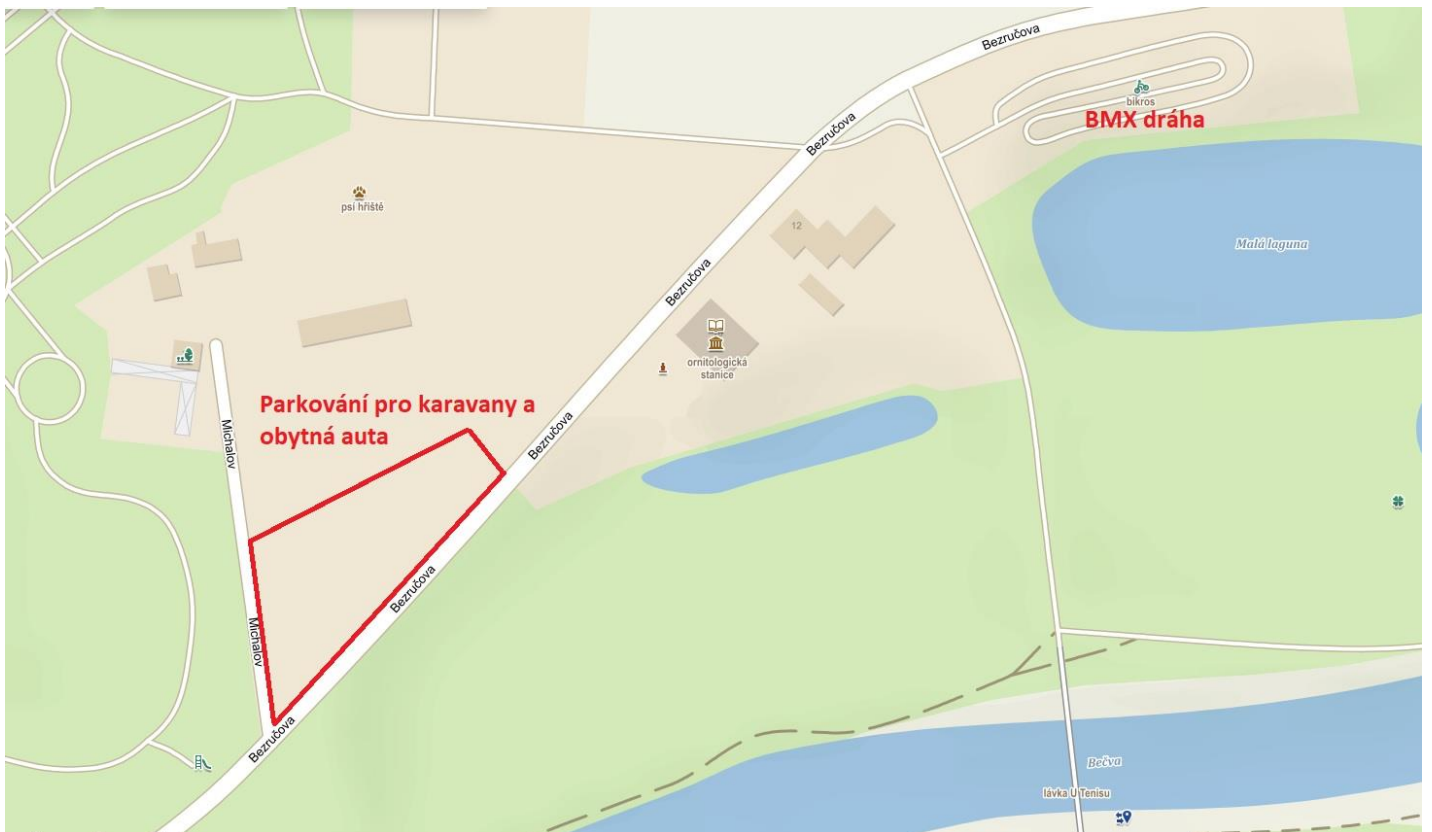 Bezručova
bikros
BMX dráha
Bezručova
psí hřiště
12
Malá laguna
Bezručova
ornitologická
stanice
Parkování pro karavany a
obytná auta
Michalov
Bezručova
Bezručova
Michalov
Bezručova
Bečva
lávka U Tenisu